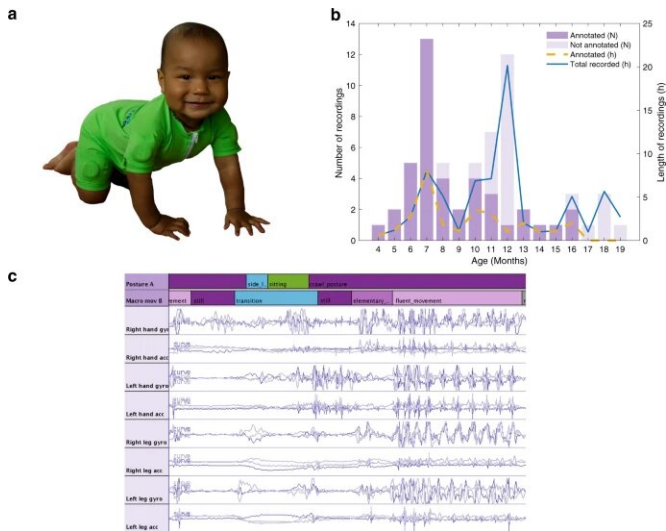 a
b
Annotated (N)
Not annotated (N)
Annotated (h)
Total recorded (h)
14
12
10
8
6
4
2
0
Number of recordings
25
20
15
10
5
0
Length of recordings (h)
4 5 6 7 8 9 10 11 12 13 14 15 16 17 18 19
Age (Months)
c
Posture A
side_l.. sitting crawl_posture
Macro mov B
still transition still elementary_.. fluent_movement
Right hand gyro
Right hand acc
Left hand gyro
Left hand acc
Right leg gyro
Right leg acc
Left leg gyro
Left leg acc